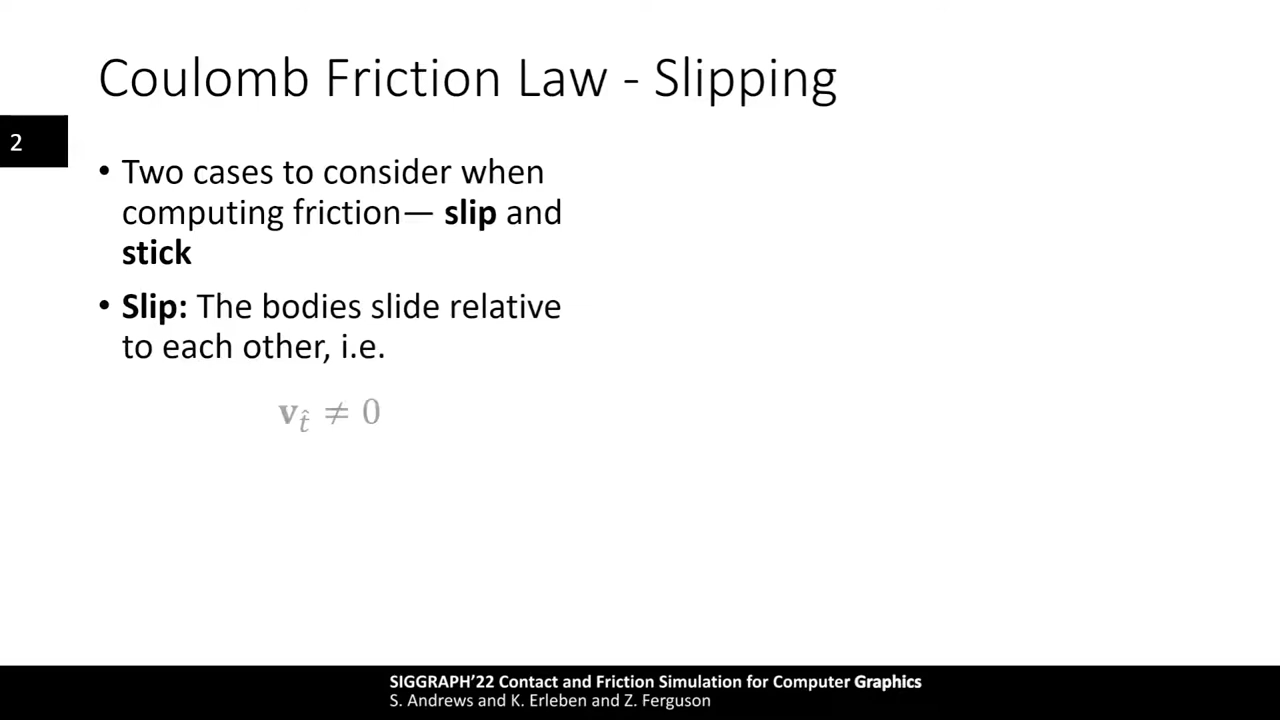 Coulomb Friction Law - Slipping
2
• Two cases to consider when
computing friction— slip and
stick
• Slip: The bodies slide relative
to each other, i.e.
𝐯_t̂ ≠ 0
SIGGRAPH’22 Contact and Friction Simulation for Computer Graphics
S. Andrews and K. Erleben and Z. Ferguson